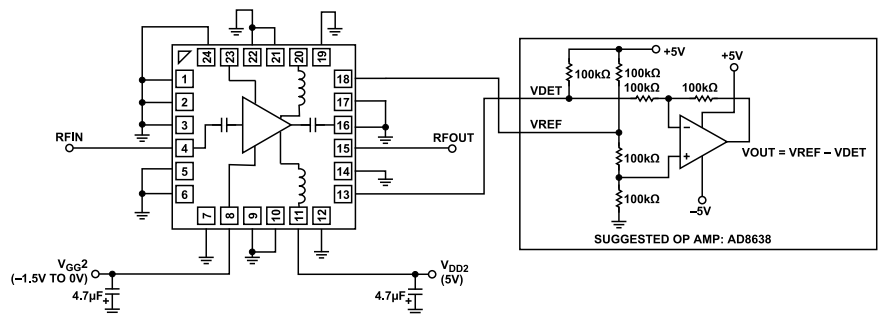 24 23 22 21 20 19
1
2
3
4
5
6
18
17
16
15
14
13
7 8 9 10 11 12
RFIN
RFOUT
VGG2
(–1.5V TO 0V)
4.7µF
+
VDD2
(5V)
4.7µF
+
+5V
+5V
100kΩ
100kΩ
100kΩ
100kΩ
VDET
VREF
–
+
100kΩ
100kΩ
–5V
VOUT = VREF – VDET
SUGGESTED OP AMP: AD8638